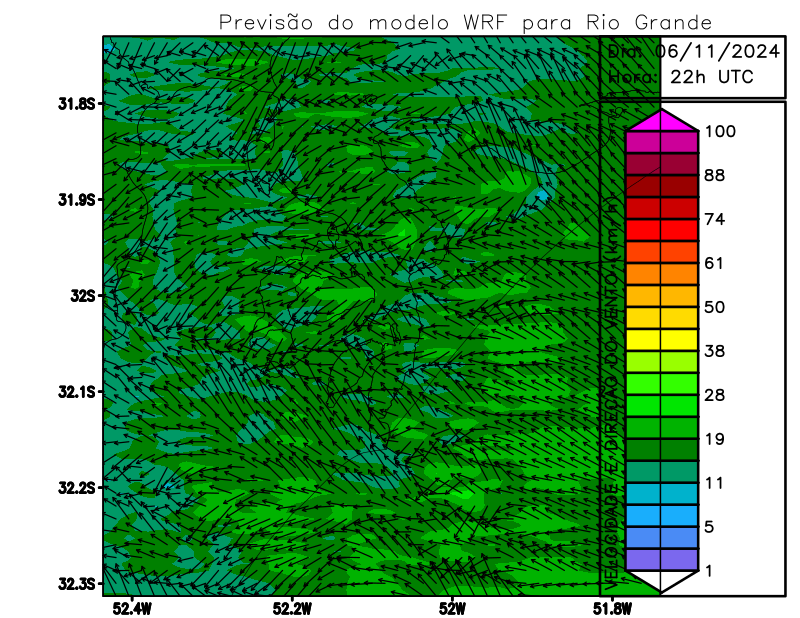 Previsão do modelo WRF para Rio Grande
Dia: 06/11/2024
Hora: 22h UTC
31.8S
31.9S
32S
32.1S
32.2S
32.3S
52.4W
52.2W
52W
51.8W
VELOCIDADE E DIREÇÃO DO VENTO (km/h)
100
88
74
61
50
38
28
19
11
5
1